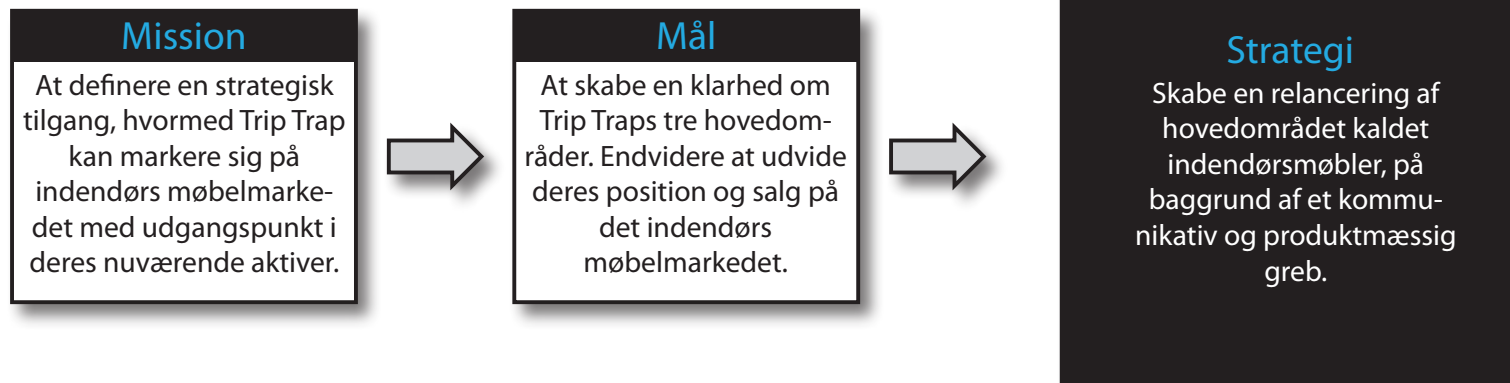 Mission
At definere en strategisk
tilgang, hvormed Trip Trap
kan markere sig på
indendørs møbelmarke-
det med udgangspunkt i
deres nuværende aktiver.
Mål
At skabe en klarhed om
Trip Traps tre hovedom-
råder. Endvidere at udvide
deres position og salg på
det indendørs
møbelmarkedet.
Strategi
Skabe en relancering af
hovedområdet kaldet
indendørsmøbler, på
baggrund af et kommu-
nikativ og produktmæssig
greb.